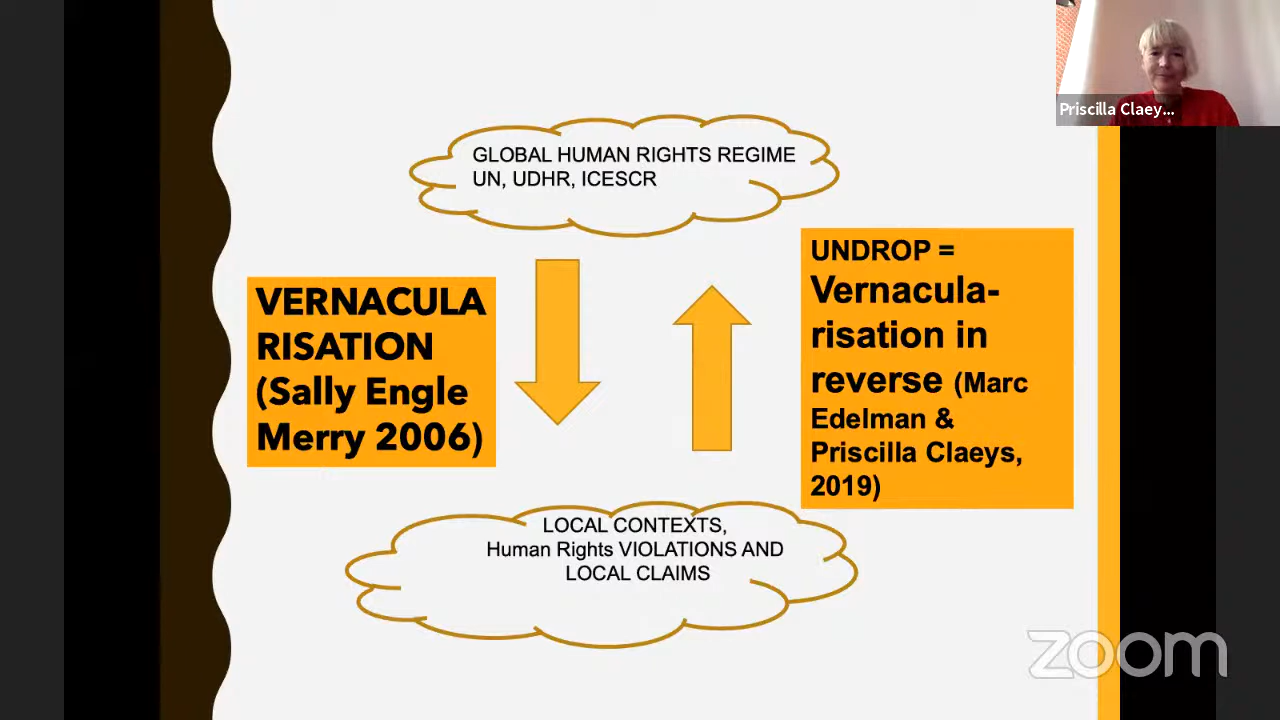 Priscilla Claey...
GLOBAL HUMAN RIGHTS REGIME
UN, UDHR, ICESCR
VERNACULA
RISATION
(Sally Engle
Merry 2006)
UNDROP =
Vernacula-
risation in
reverse (Marc
Edelman &
Priscilla Claeys,
2019)
LOCAL CONTEXTS,
Human Rights VIOLATIONS AND
LOCAL CLAIMS
zoom